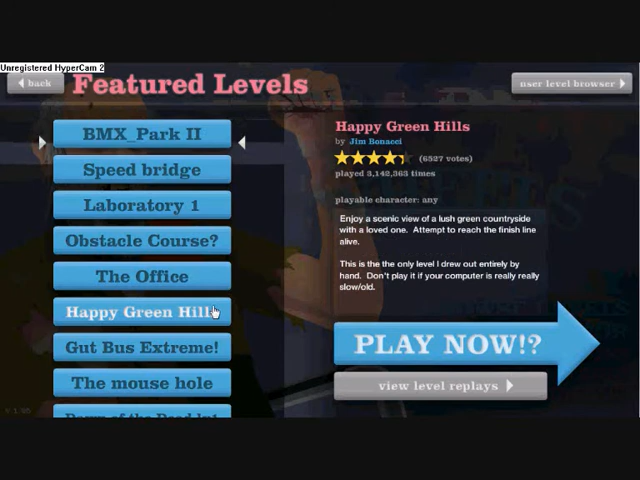 Unregistered HyperCam 2
back
Featured Levels
user level browser
BMX_Park II
Speed bridge
Laboratory 1
Obstacle Course?
The Office
Happy Green Hills
Gut Bus Extreme!
The mouse hole
Happy Green Hills
by Jim Bonacci
(6527 votes)
played 3,142,363 times
playable character: any
Enjoy a scenic view of a lush green countryside
with a loved one. Attempt to reach the finish line
alive.
This is the the only level I drew out entirely by
hand. Don't play it if your computer is really really
slow/old.
PLAY NOW!?
view level replays